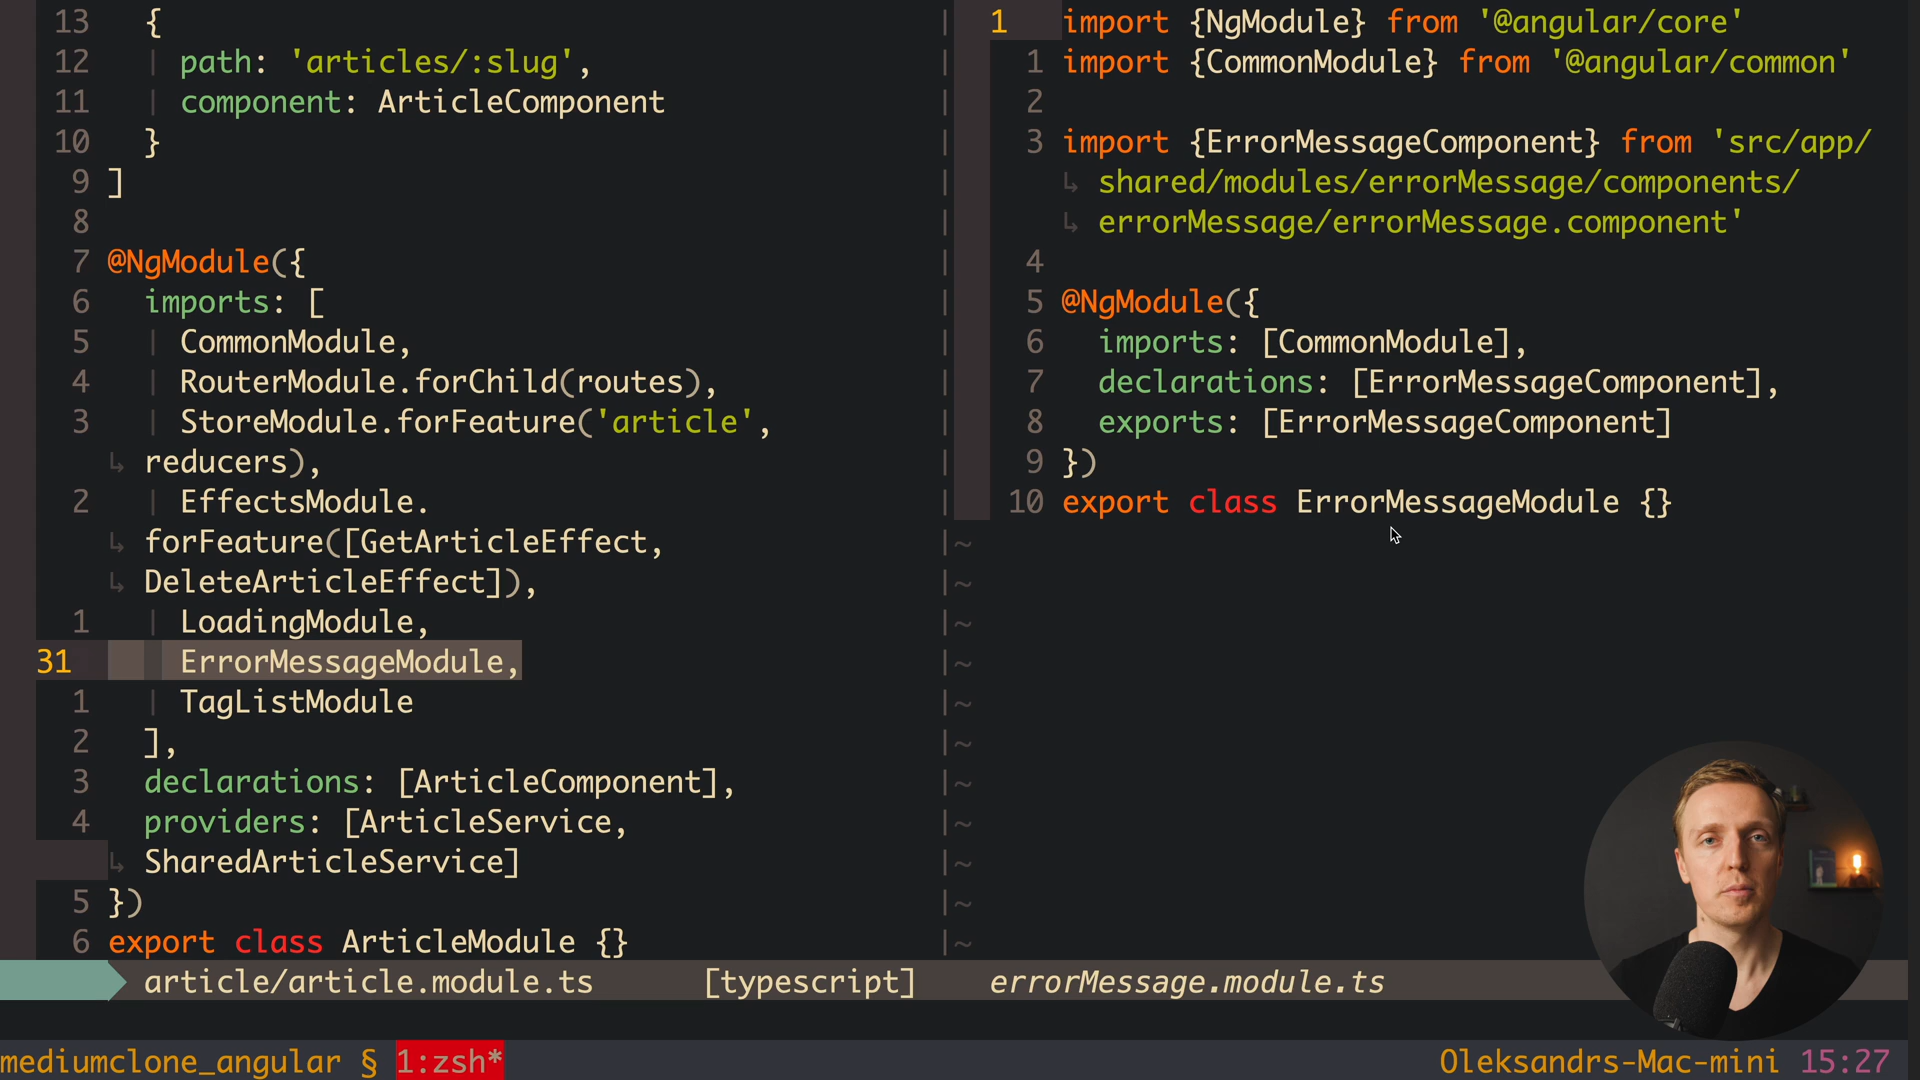 13 {
12 path: 'articles/:slug',
11 component: ArticleComponent
10 }
9 ]
8
7 @NgModule({
6 imports: [
5 CommonModule,
4 RouterModule.forChild(routes),
3 StoreModule.forFeature('article',
↳ reducers),
2 EffectsModule.
↳ forFeature([GetArticleEffect,
↳ DeleteArticleEffect]),
1 LoadingModule,
31 ErrorMessageModule,
1 TagListModule
2 ],
3 declarations: [ArticleComponent],
4 providers: [ArticleService,
↳ SharedArticleService]
5 })
6 export class ArticleModule {}
1 import {NgModule} from '@angular/core'
1 import {CommonModule} from '@angular/common'
2
3 import {ErrorMessageComponent} from 'src/app/
↳ shared/modules/errorMessage/components/
↳ errorMessage/errorMessage.component'
4
5 @NgModule({
6 imports: [CommonModule],
7 declarations: [ErrorMessageComponent],
8 exports: [ErrorMessageComponent]
9 })
10 export class ErrorMessageModule {}
~
~
~
~
~
~
~
~
~
~
~
article/article.module.ts [typescript] errorMessage.module.ts
mediumclone_angular § 1:zsh* Oleksandrs-Mac-mini 15:27